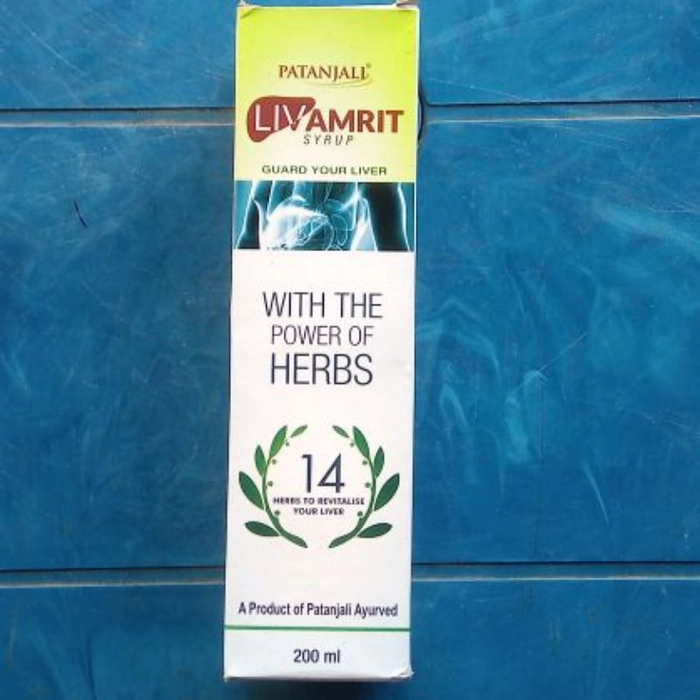 PATANJALI®
LIVAMRIT
SYRUP
GUARD YOUR LIVER
WITH THE
POWER OF
HERBS
14
HERBS TO REVITALISE
YOUR LIVER
A Product of Patanjali Ayurved
200 ml